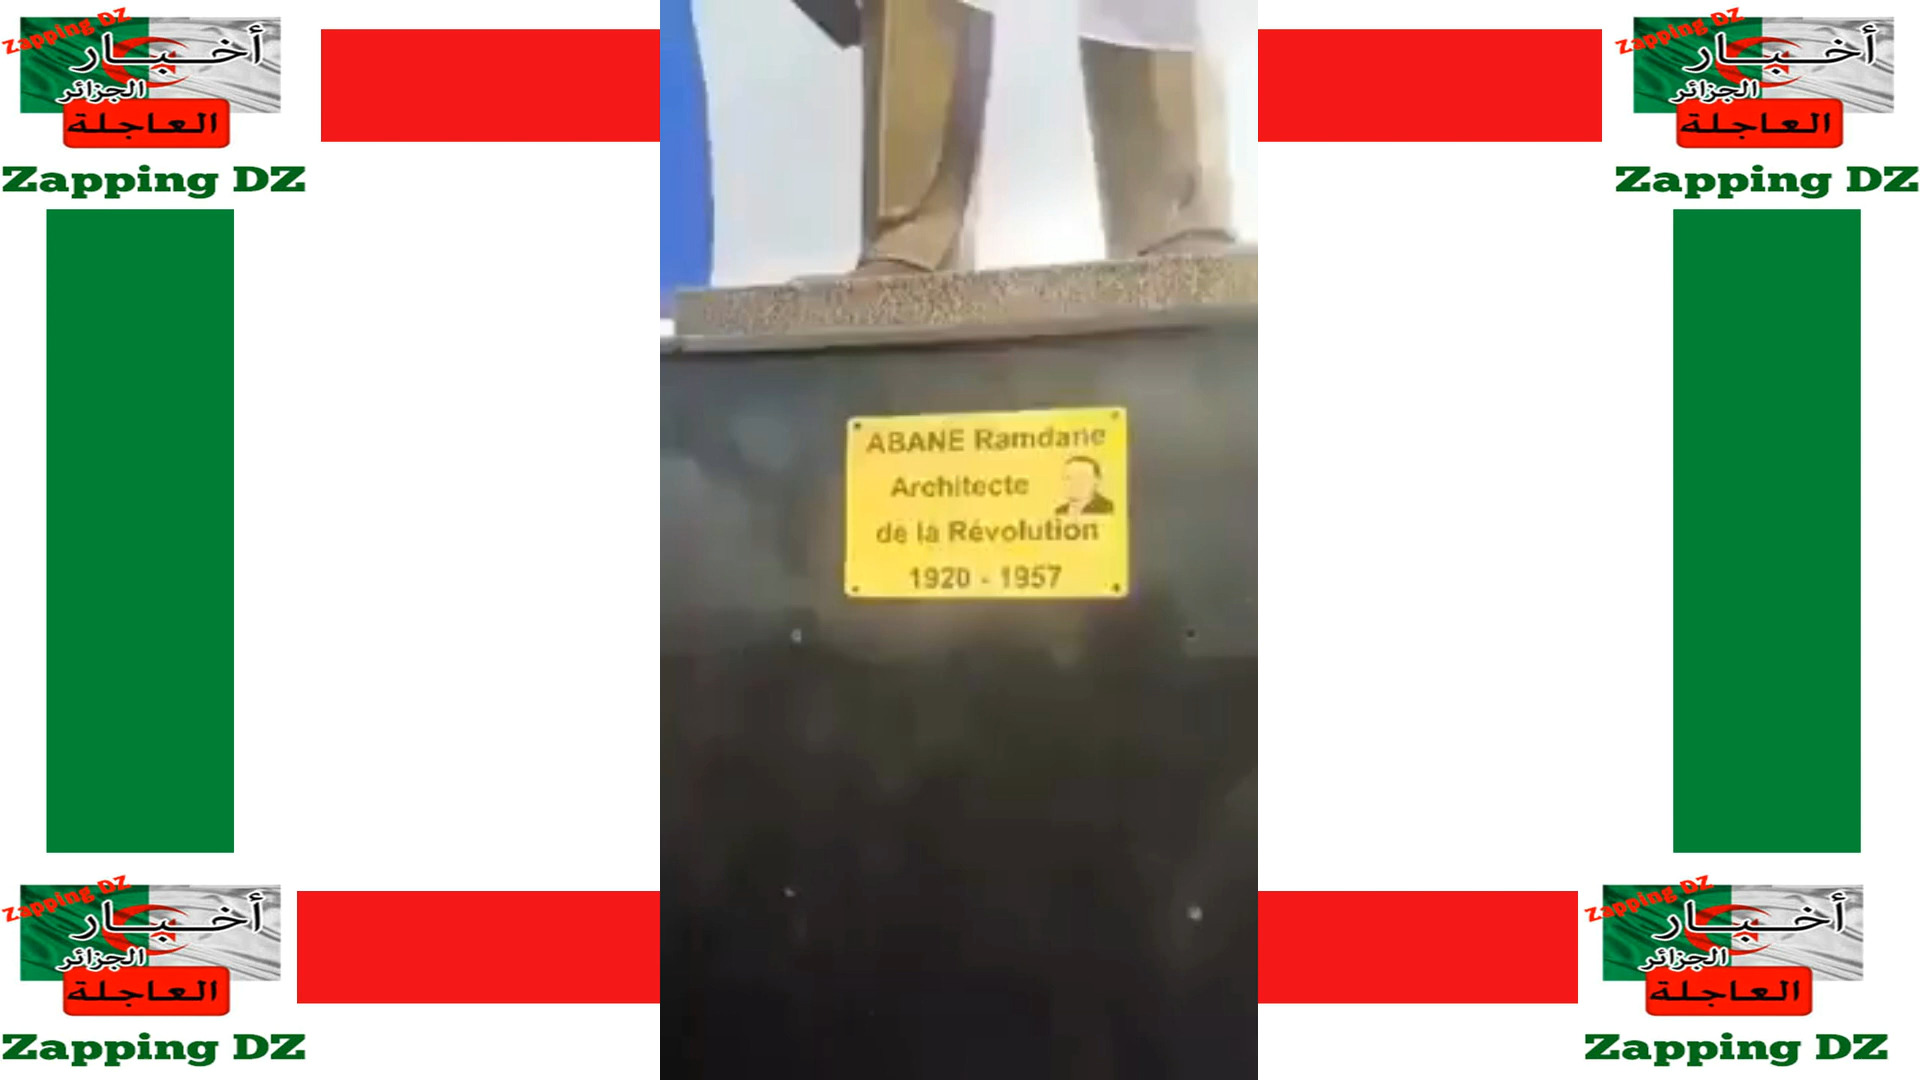 Zapping DZ
أخبار
الجزائر
العاجلة
Zapping DZ
Zapping DZ
أخبار
الجزائر
العاجلة
Zapping DZ
ABANE Ramdane
Architecte
de la Révolution
1920 - 1957
Zapping DZ
أخبار
الجزائر
العاجلة
Zapping DZ
Zapping DZ
أخبار
الجزائر
العاجلة
Zapping DZ